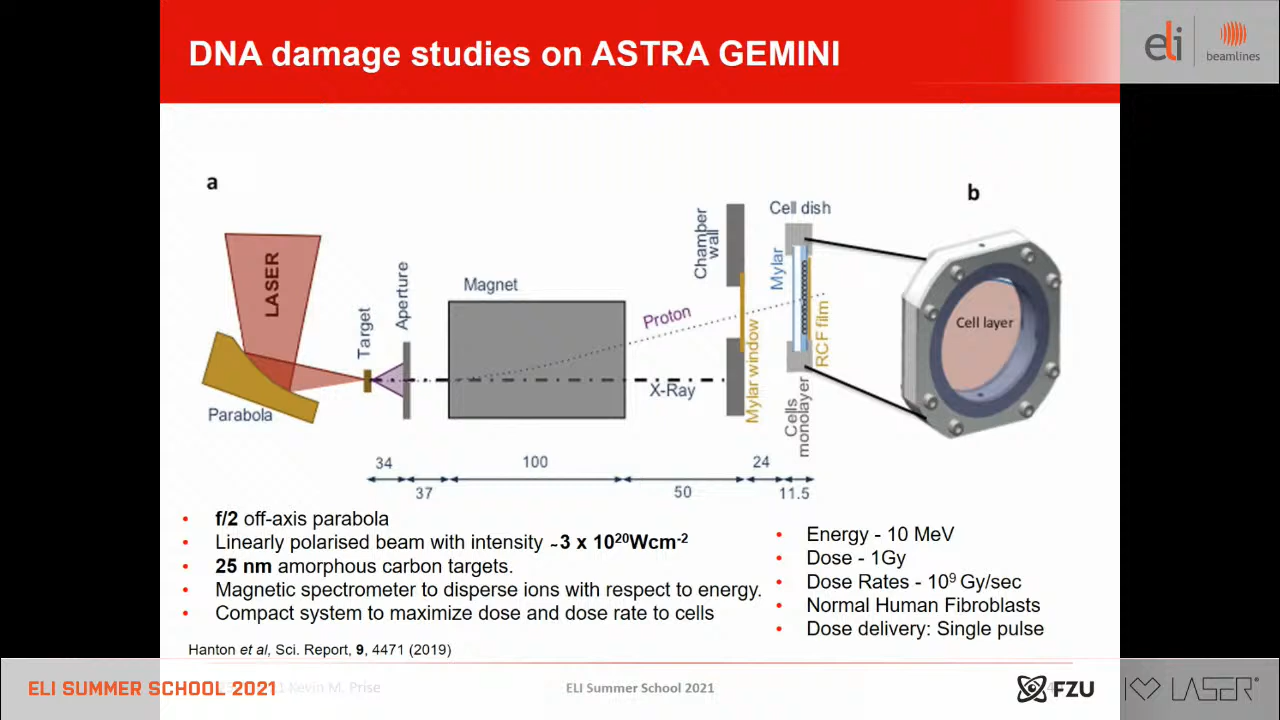 DNA damage studies on ASTRA GEMINI
eli
beamlines
a
b
LASER
Parabola
Target
Aperture
Magnet
Proton
X-Ray
Chamber
wall
Mylar window
Cell dish
Mylar
RCF film
Cells
monolayer
Cell layer
34
37
100
50
24
11.5
• f/2 off-axis parabola
• Linearly polarised beam with intensity ~3 x 10²⁰Wcm⁻²
• 25 nm amorphous carbon targets.
• Magnetic spectrometer to disperse ions with respect to energy.
• Compact system to maximize dose and dose rate to cells
• Energy - 10 MeV
• Dose - 1Gy
• Dose Rates - 10⁹ Gy/sec
• Normal Human Fibroblasts
• Dose delivery: Single pulse
Hanton et al, Sci. Report, 9, 4471 (2019)
ELI SUMMER SCHOOL 2021
Kevin M. Prise
ELI Summer School 2021
FZU
LASER